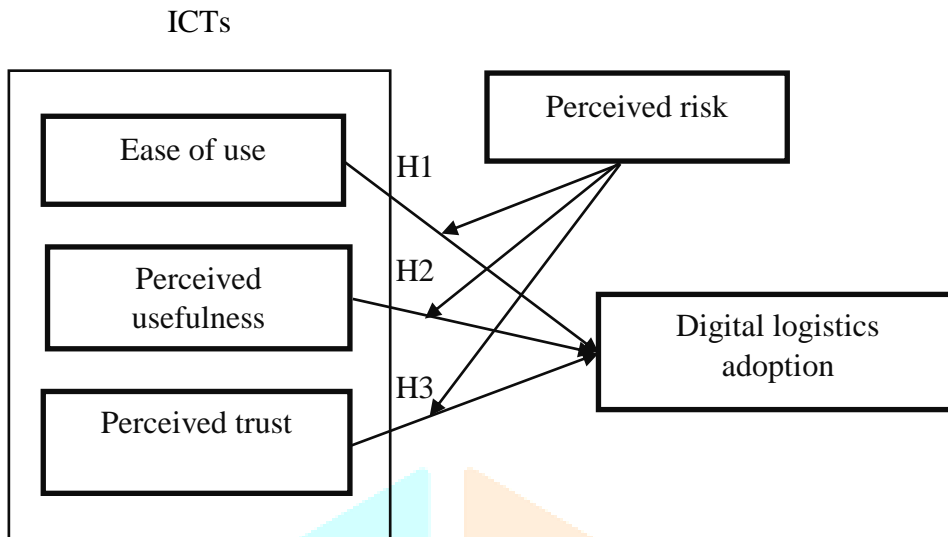 ICTs
Ease of use
Perceived
usefulness
Perceived trust
H1
H2
H3
Perceived risk
Digital logistics
adoption